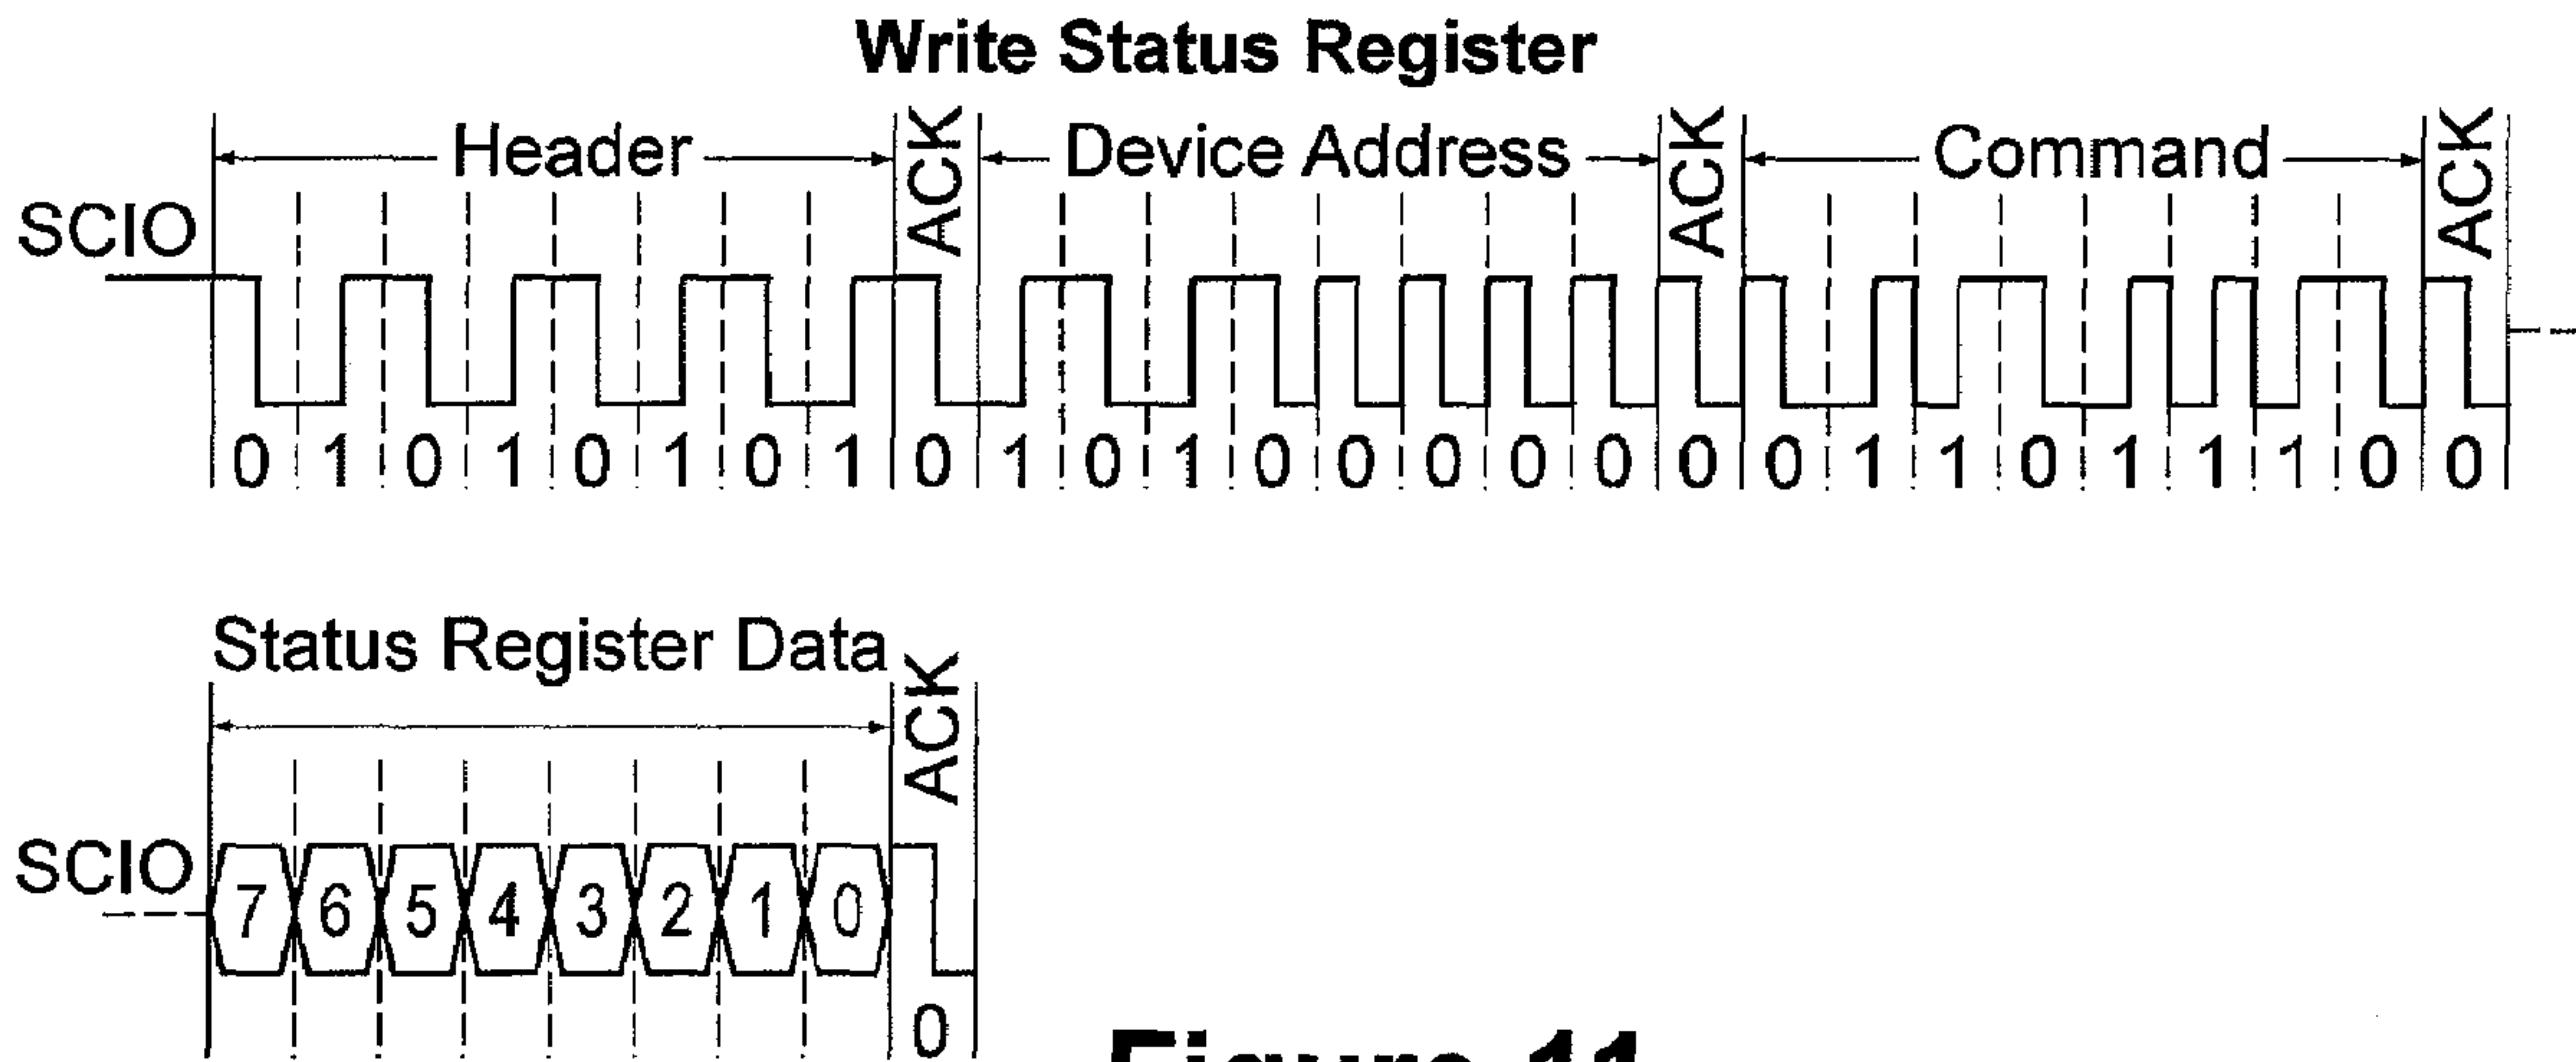 Write Status Register
Header ACK Device Address ACK Command ACK
SCIO
0 1 0 1 0 1 0 1 0 1 0 1 0 0 0 0 0 0 0 1 1 0 1 1 1 0 0
Status Register Data ACK
SCIO
7 6 5 4 3 2 1 0
0
Figure 11